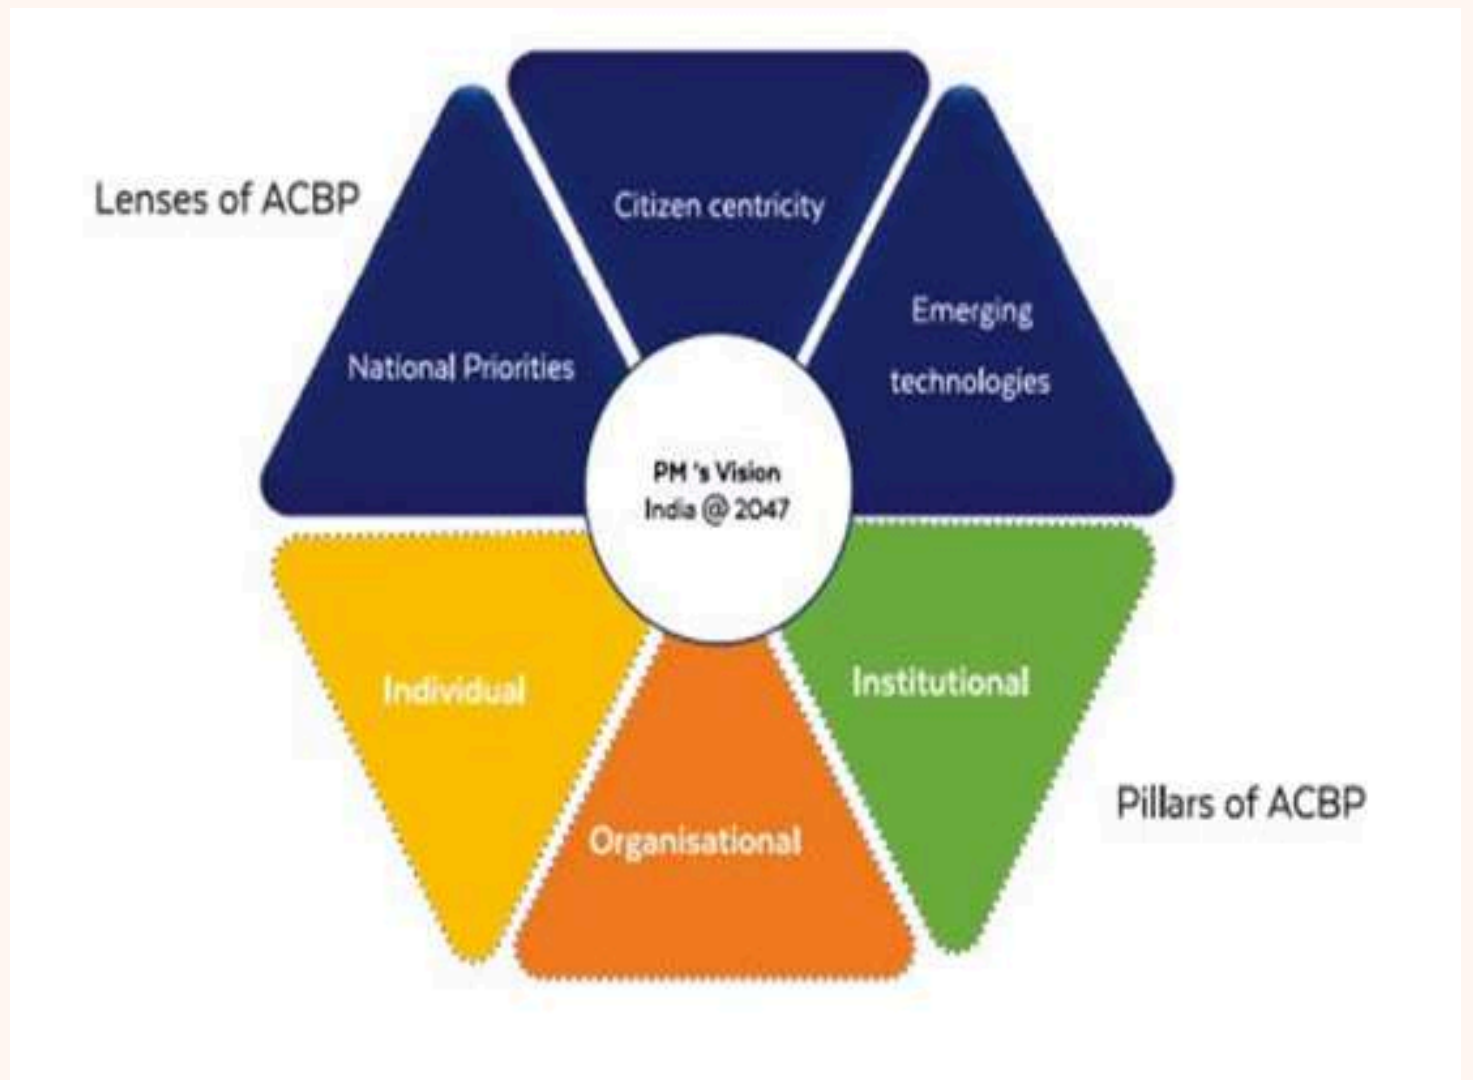 Lenses of ACBP
Citizen centricity
National Priorities
Emerging
technologies
PM 's Vision
India @ 2047
Individual
Institutional
Organisational
Pillars of ACBP